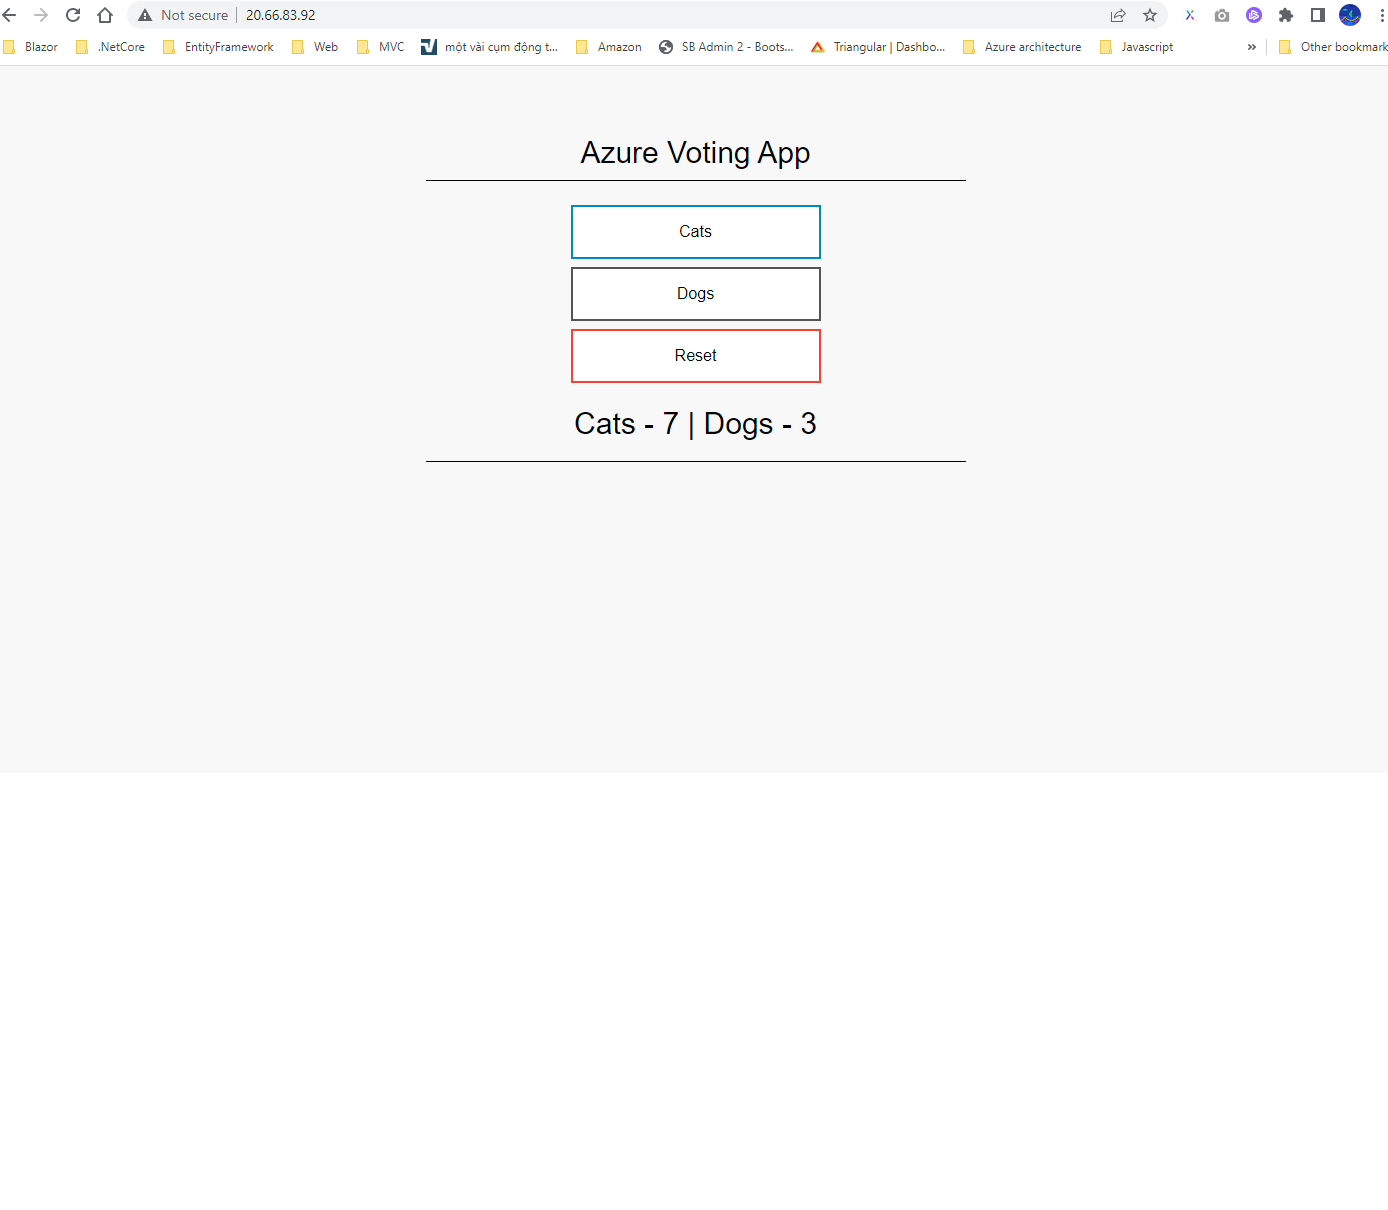 Not secure 20.66.83.92
Blazor .NetCore EntityFramework Web MVC một vài cụm động t... Amazon SB Admin 2 - Boots... Triangular | Dashbo... Azure architecture Javascript » Other bookmark
Azure Voting App
Cats
Dogs
Reset
Cats - 7 | Dogs - 3